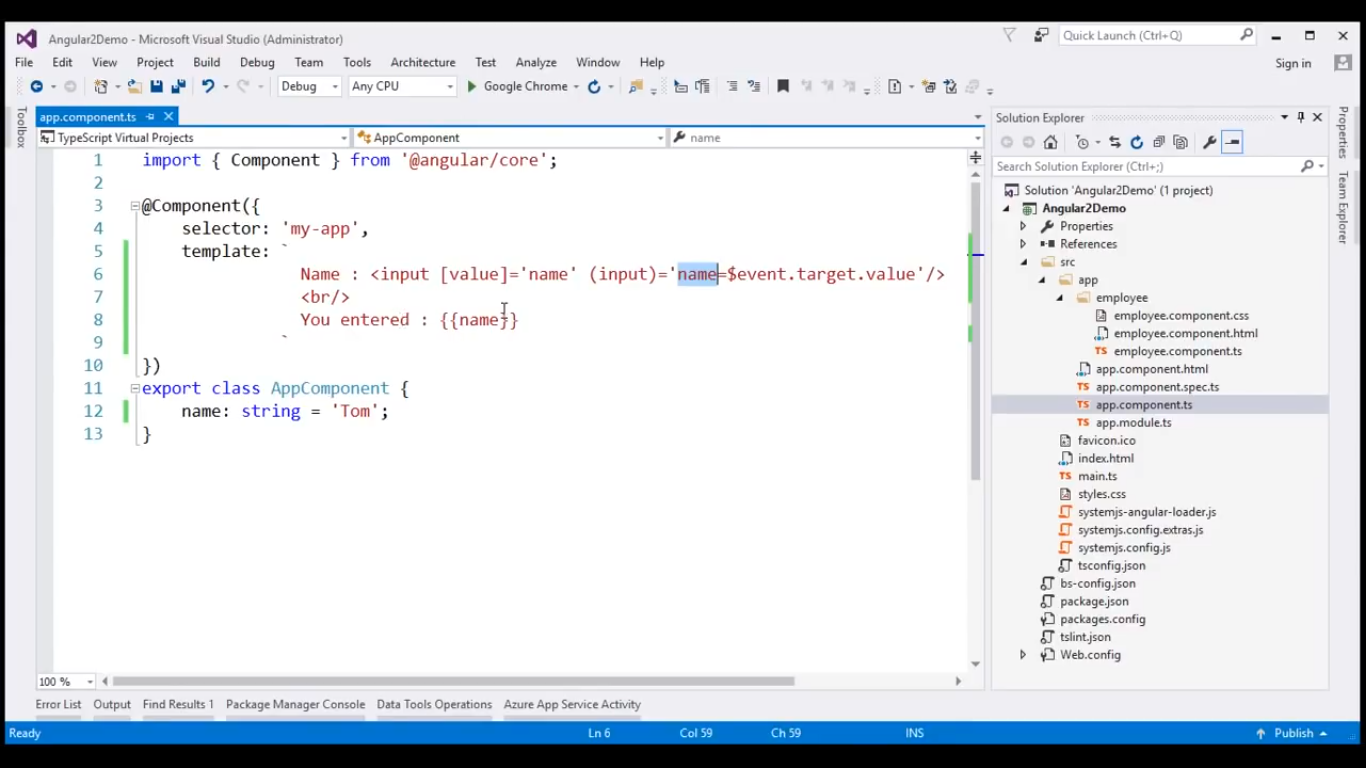 Angular2Demo - Microsoft Visual Studio (Administrator)
Quick Launch (Ctrl+Q)
File Edit View Project Build Debug Team Tools Architecture Test Analyze Window Help
Sign in
Debug Any CPU Google Chrome
Toolbox
app.component.ts
TypeScript Virtual Projects AppComponent name
1 import { Component } from '@angular/core';
2
3 @Component({
4 selector: 'my-app',
5 template: `
6 Name : <input [value]='name' (input)='name=$event.target.value'/>
7 <br/>
8 You entered : {{name}}
9 `
10 })
11 export class AppComponent {
12 name: string = 'Tom';
13 }
100 %
Solution Explorer
Search Solution Explorer (Ctrl+;)
Solution 'Angular2Demo' (1 project)
Angular2Demo
Properties
References
src
app
employee
employee.component.css
employee.component.html
employee.component.ts
app.component.html
app.component.spec.ts
app.component.ts
app.module.ts
favicon.ico
index.html
main.ts
styles.css
systemjs-angular-loader.js
systemjs.config.extras.js
systemjs.config.js
tsconfig.json
bs-config.json
package.json
packages.config
tslint.json
Web.config
Properties
Team Explorer
Error List Output Find Results 1 Package Manager Console Data Tools Operations Azure App Service Activity
Ready Ln 6 Col 59 Ch 59 INS Publish